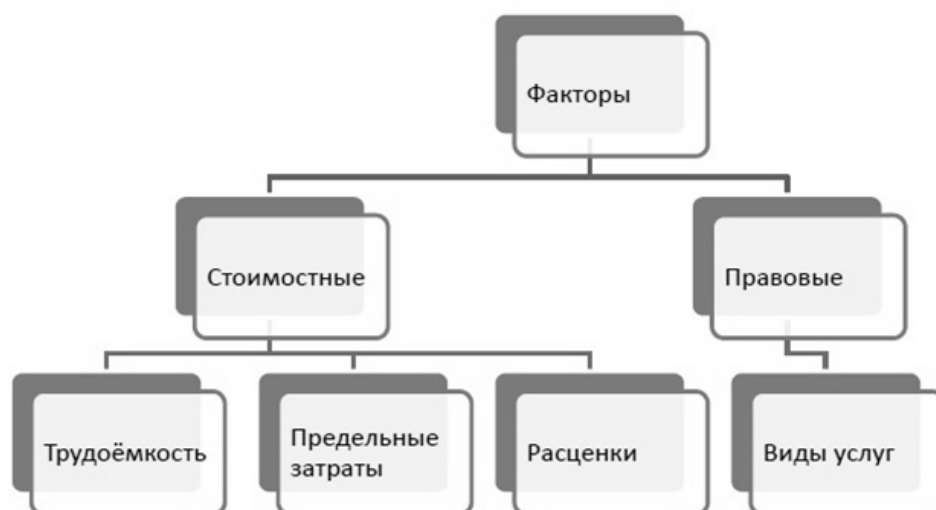 Факторы
Стоимостные
Правовые
Трудоёмкость
Предельные
затраты
Расценки
Виды услуг